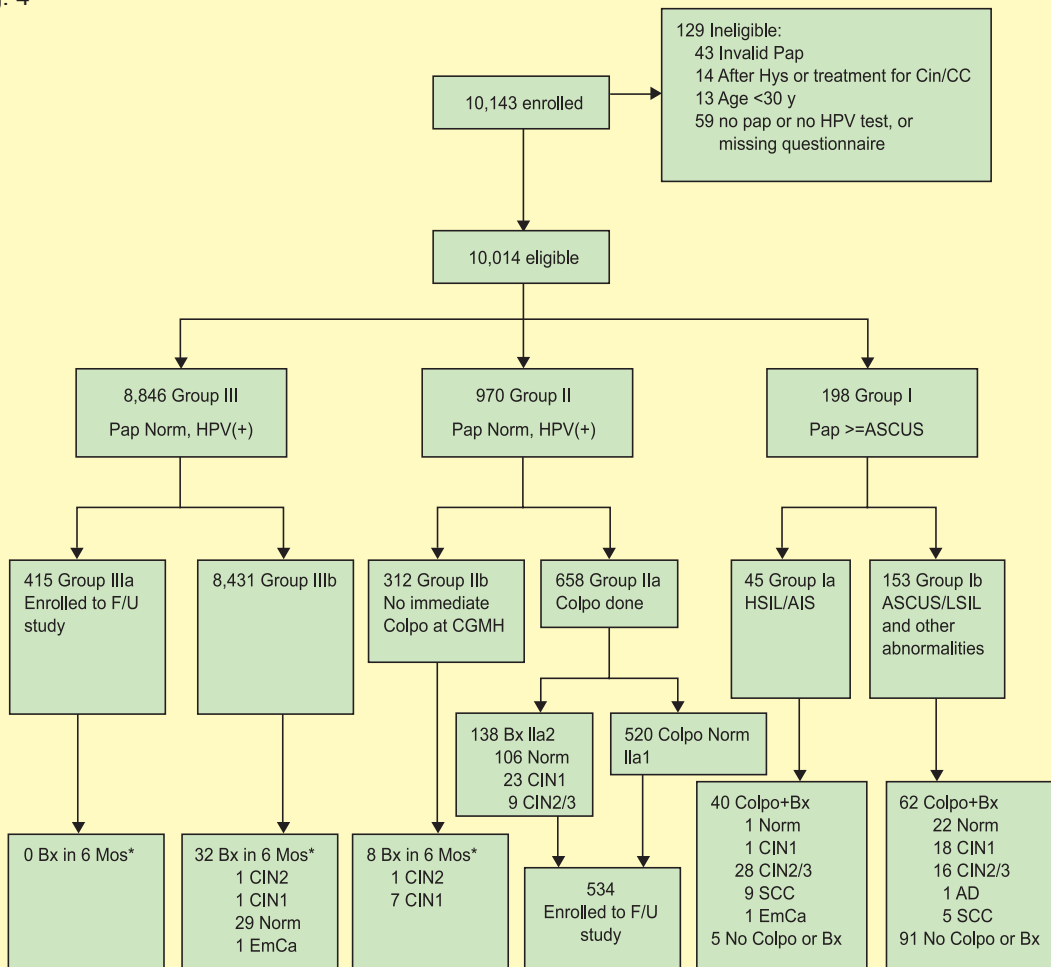 129 Ineligible:
43 Invalid Pap
14 After Hys or treatment for Cin/CC
13 Age <30 y
59 no pap or no HPV test, or
missing questionnaire
10,143 enrolled
10,014 eligible
8,846 Group III
Pap Norm, HPV(+)
970 Group II
Pap Norm, HPV(+)
198 Group I
Pap >=ASCUS
415 Group IIIa
Enrolled to F/U
study
8,431 Group IIIb
312 Group IIb
No immediate
Colpo at CGMH
658 Group IIa
Colpo done
45 Group Ia
HSIL/AIS
153 Group Ib
ASCUS/LSIL
and other
abnormalities
138 Bx IIa2
106 Norm
23 CIN1
9 CIN2/3
520 Colpo Norm
IIa1
0 Bx in 6 Mos*
32 Bx in 6 Mos*
1 CIN2
1 CIN1
29 Norm
1 EmCa
8 Bx in 6 Mos*
1 CIN2
7 CIN1
534
Enrolled to F/U
study
40 Colpo+Bx
1 Norm
1 CIN1
28 CIN2/3
9 SCC
1 EmCa
5 No Colpo or Bx
62 Colpo+Bx
22 Norm
18 CIN1
16 CIN2/3
1 AD
5 SCC
91 No Colpo or Bx